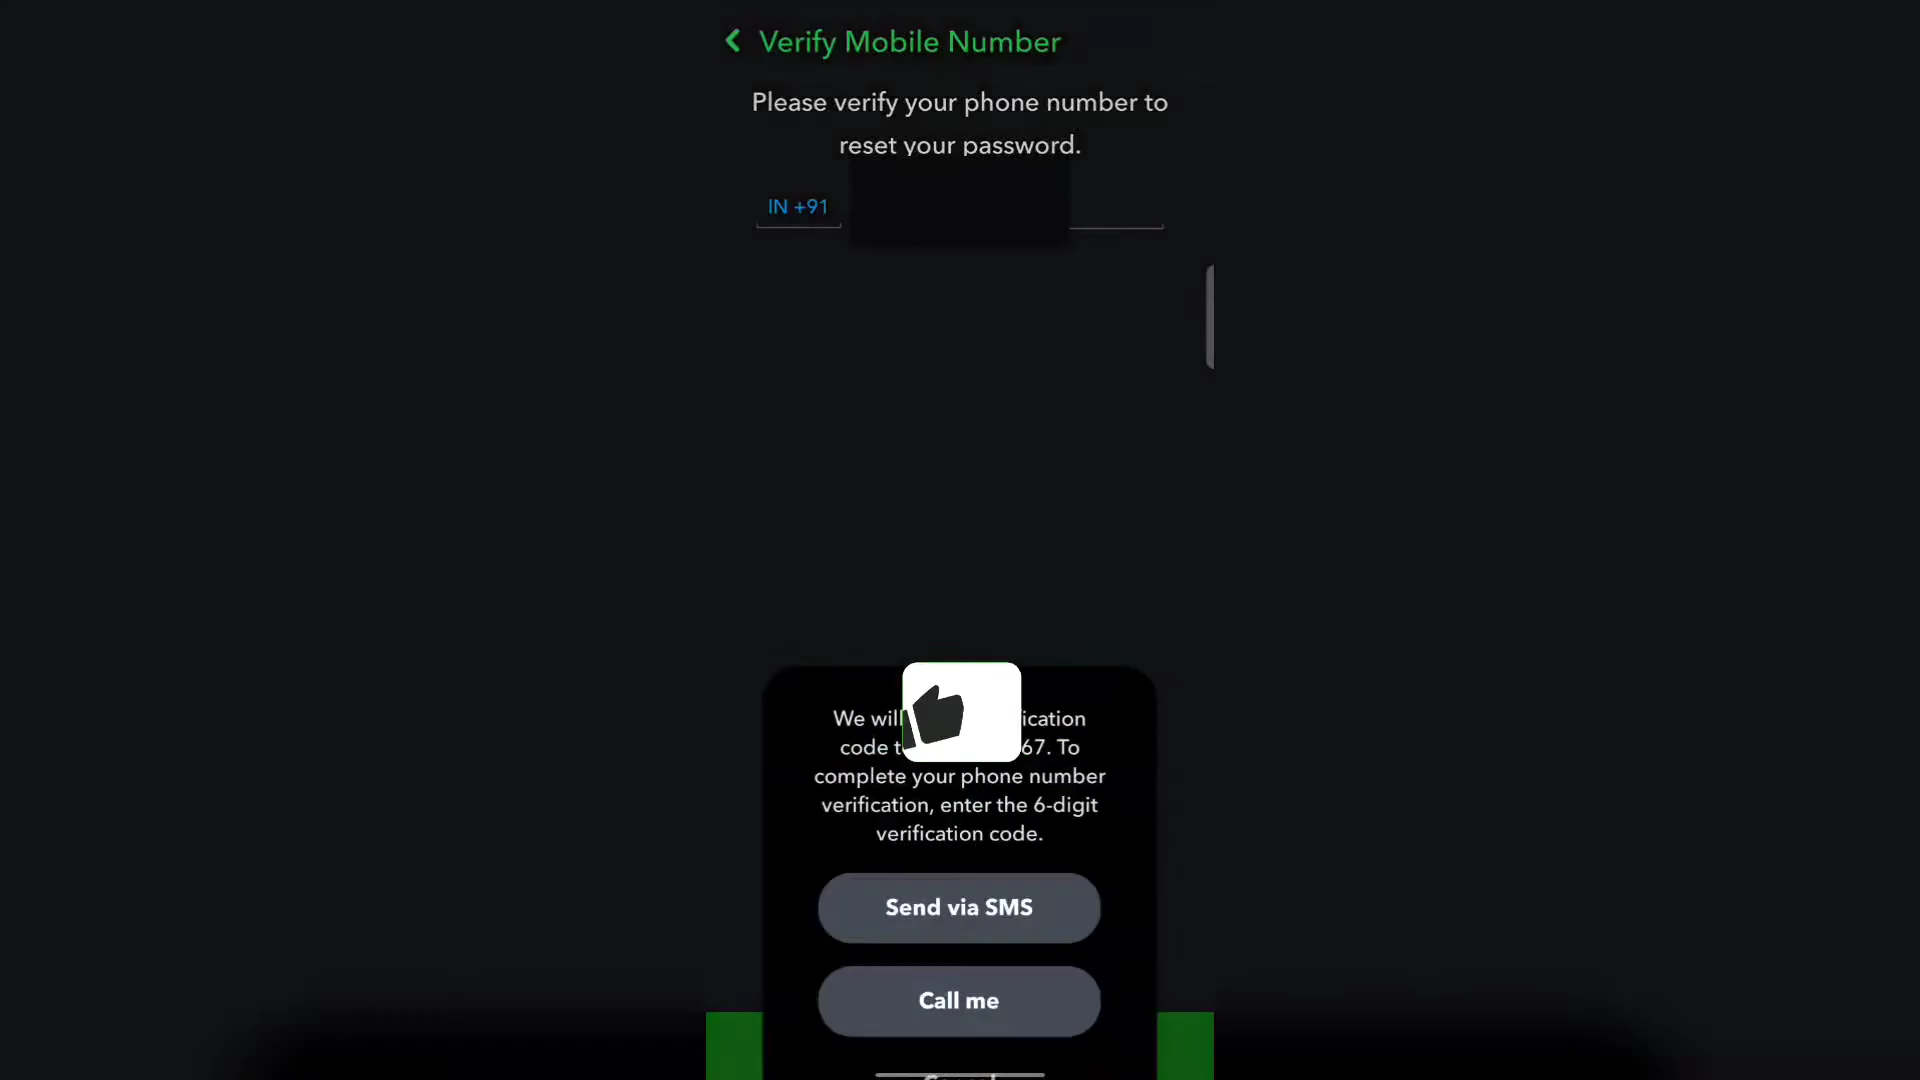 Verify Mobile Number
Please verify your phone number to
reset your password.
IN +91
We will
code 67. To
complete your phone number
verification, enter the 6-digit
verification code.
Send via SMS
Call me